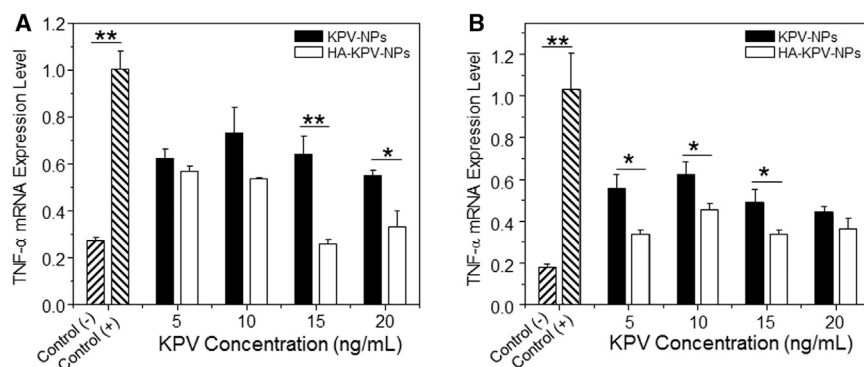 A
TNF-α mRNA Expression Level
1.2
1.0
0.8
0.6
0.4
0.2
0.0
**
**
*
KPV-NPs
HA-KPV-NPs
Control (-)
Control (+)
5
10
15
20
KPV Concentration (ng/mL)
B
TNF-α mRNA Expression Level
1.2
1.0
0.8
0.6
0.4
0.2
0.0
**
*
*
*
KPV-NPs
HA-KPV-NPs
Control (-)
Control (+)
5
10
15
20
KPV Concentration (ng/mL)